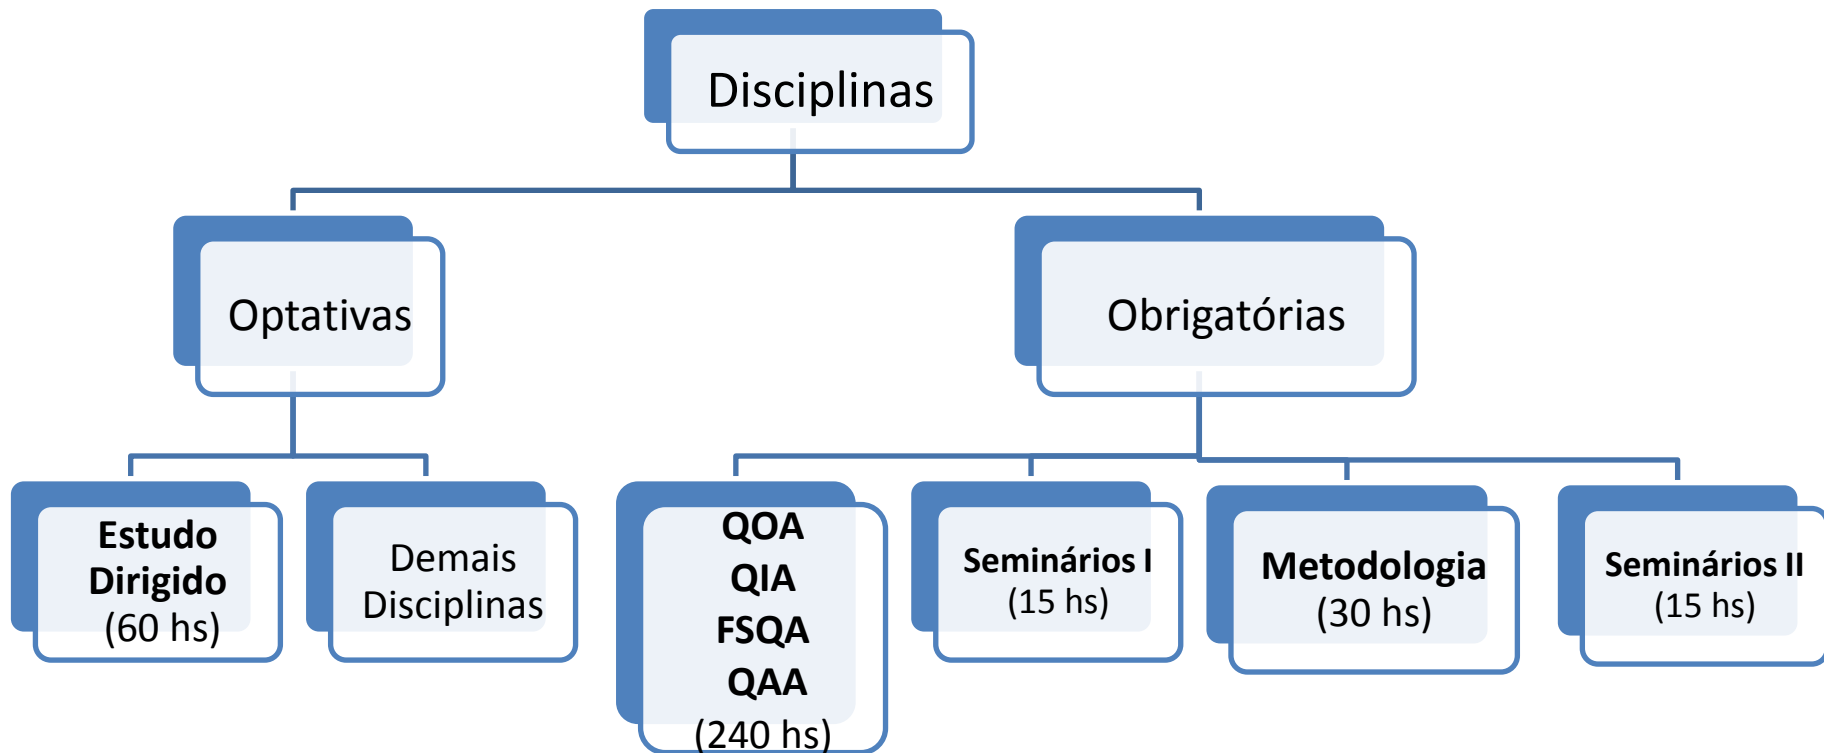 Disciplinas
Optativas
Obrigatórias
Estudo
Dirigido
(60 hs)
Demais
Disciplinas
QOA
QIA
FSQA
QAA
(240 hs)
Seminários I
(15 hs)
Metodologia
(30 hs)
Seminários II
(15 hs)